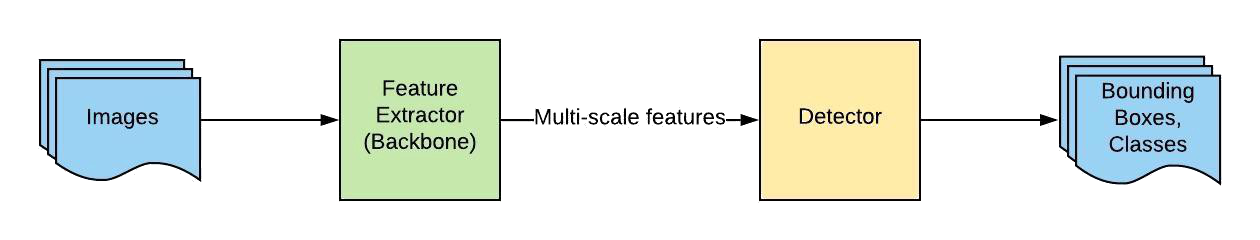 Images
Feature
Extractor
(Backbone)
Multi-scale features
Detector
Bounding
Boxes,
Classes